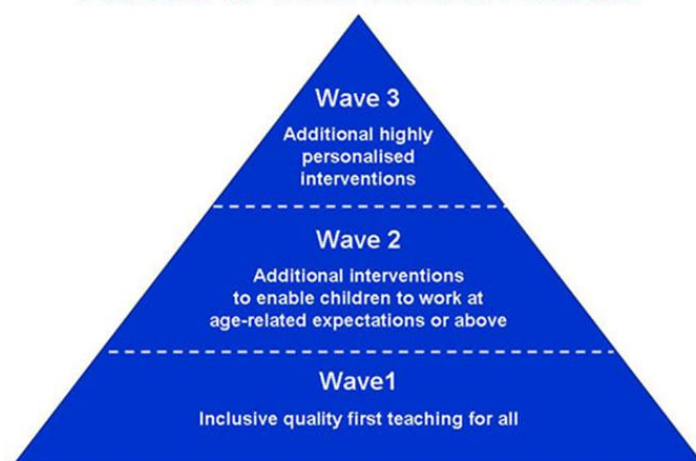 Wave 3
Additional highly
personalised
interventions
Wave 2
Additional interventions
to enable children to work at
age-related expectations or above
Wave1
Inclusive quality first teaching for all